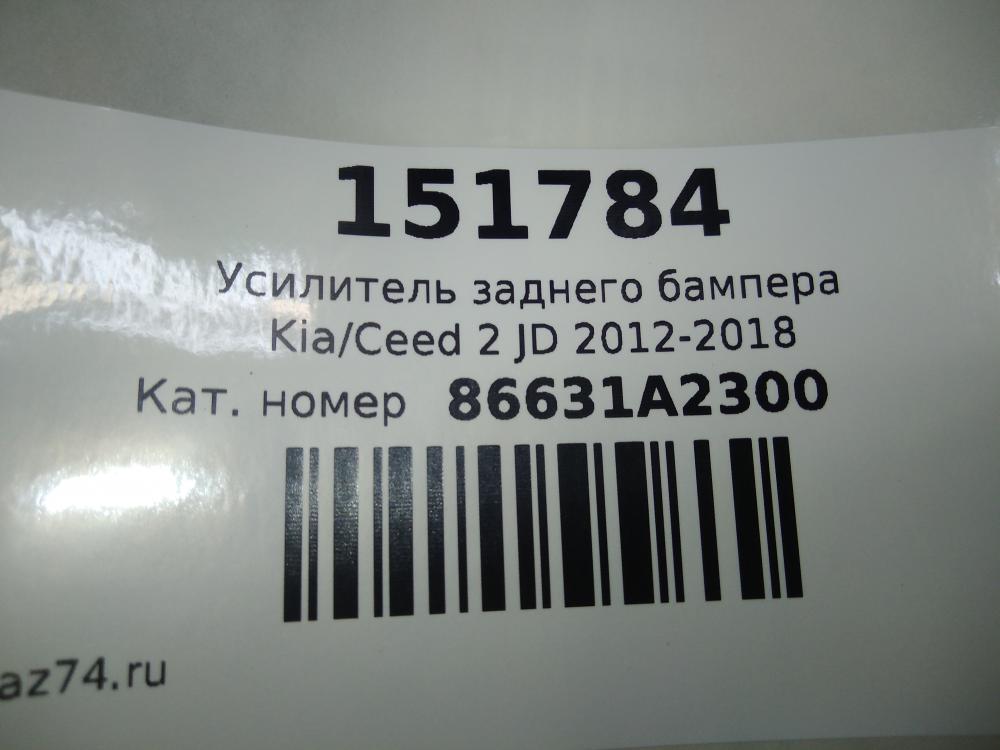 151784
Усилитель заднего бампера
Kia/Ceed 2 JD 2012-2018
Кат. номер 86631A2300
az74.ru